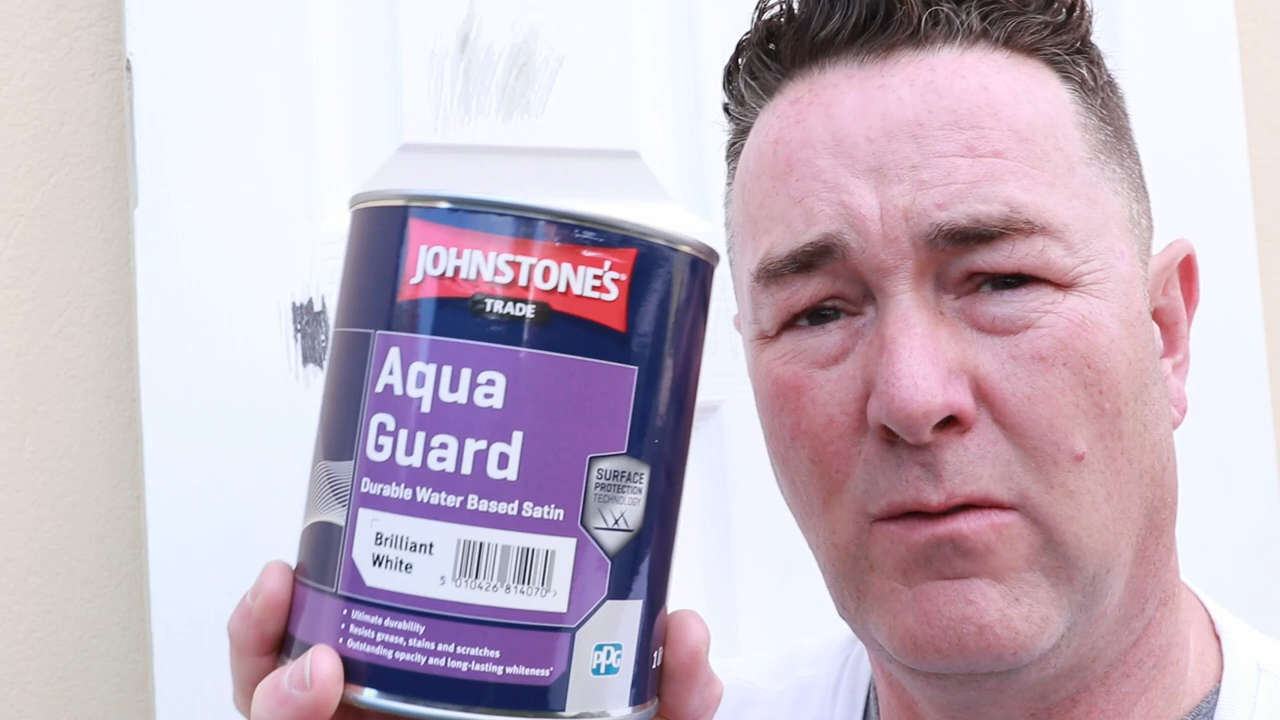 JOHNSTONE'S
TRADE
Aqua
Guard
Durable Water Based Satin
SURFACE
PROTECTION
TECHNOLOGY
Brilliant
White
5 010426 814070 >
• Ultimate durability
• Resists grease, stains and scratches
• Outstanding opacity and long-lasting whiteness*
PPG